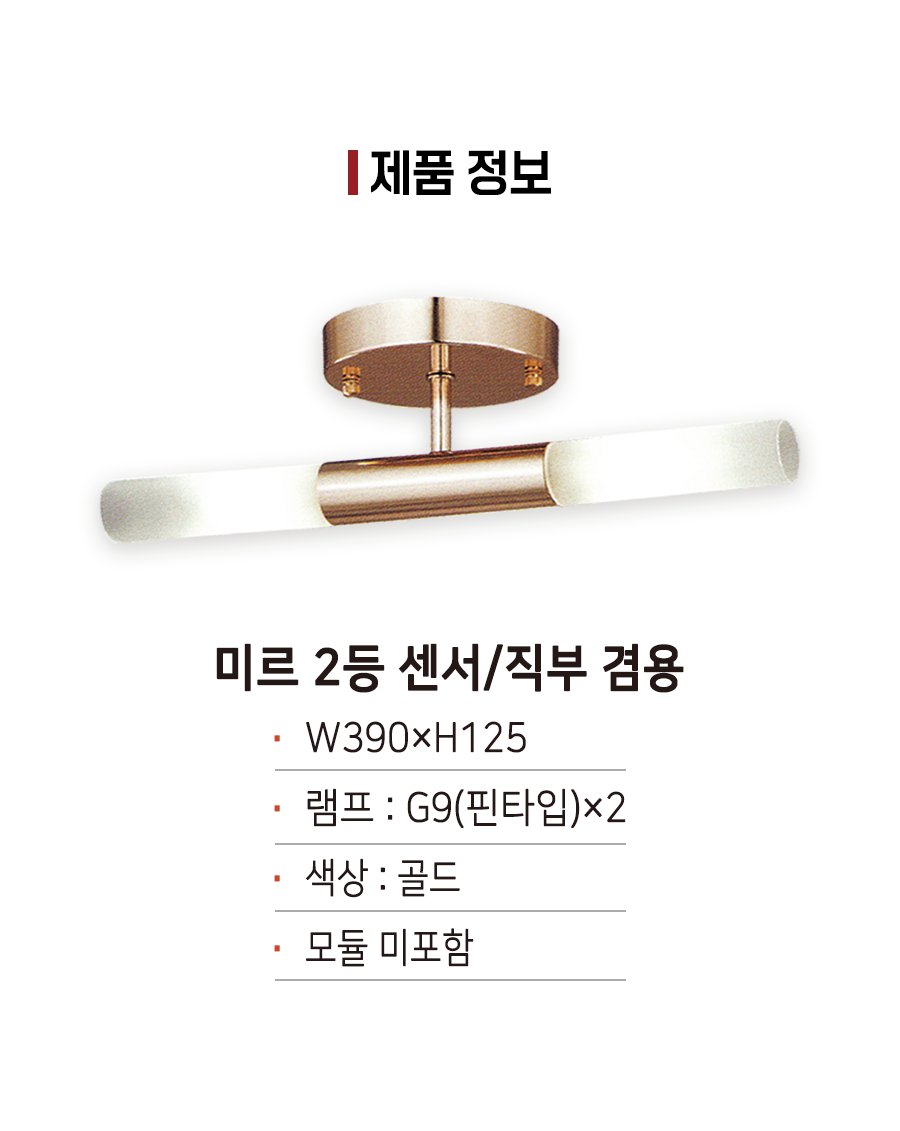 제품 정보
미르 2등 센서/직부 겸용
· W390×H125
· 램프 : G9(핀타입)×2
· 색상 : 골드
· 모듈 미포함